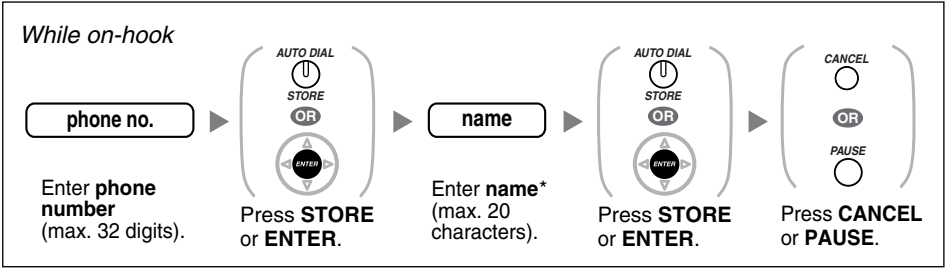 While on-hook
phone no.
Enter phone
number
(max. 32 digits).
AUTO DIAL
STORE
OR
ENTER
Press STORE
or ENTER.
name
Enter name*
(max. 20
characters).
AUTO DIAL
STORE
OR
ENTER
Press STORE
or ENTER.
CANCEL
OR
PAUSE
Press CANCEL
or PAUSE.